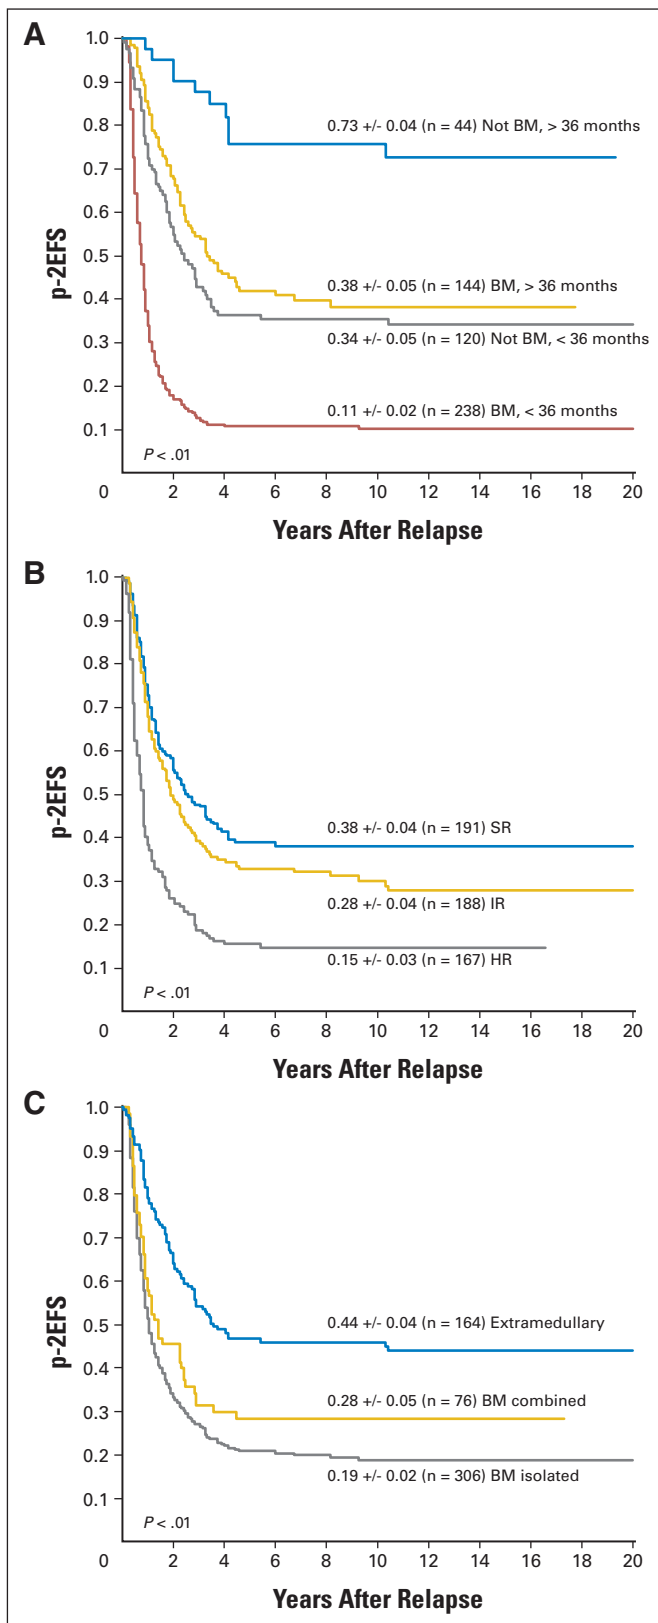 A
1.0
0.9
0.8
0.7
0.6
0.5
0.4
0.3
0.2
0.1
p-2EFS
0.73 +/- 0.04 (n = 44) Not BM, > 36 months
0.38 +/- 0.05 (n = 144) BM, > 36 months
0.34 +/- 0.05 (n = 120) Not BM, < 36 months
0.11 +/- 0.02 (n = 238) BM, < 36 months
P < .01
0 2 4 6 8 10 12 14 16 18 20
Years After Relapse
B
1.0
0.9
0.8
0.7
0.6
0.5
0.4
0.3
0.2
0.1
p-2EFS
0.38 +/- 0.04 (n = 191) SR
0.28 +/- 0.04 (n = 188) IR
0.15 +/- 0.03 (n = 167) HR
P < .01
0 2 4 6 8 10 12 14 16 18 20
Years After Relapse
C
1.0
0.9
0.8
0.7
0.6
0.5
0.4
0.3
0.2
0.1
p-2EFS
0.44 +/- 0.04 (n = 164) Extramedullary
0.28 +/- 0.05 (n = 76) BM combined
0.19 +/- 0.02 (n = 306) BM isolated
P < .01
0 2 4 6 8 10 12 14 16 18 20
Years After Relapse